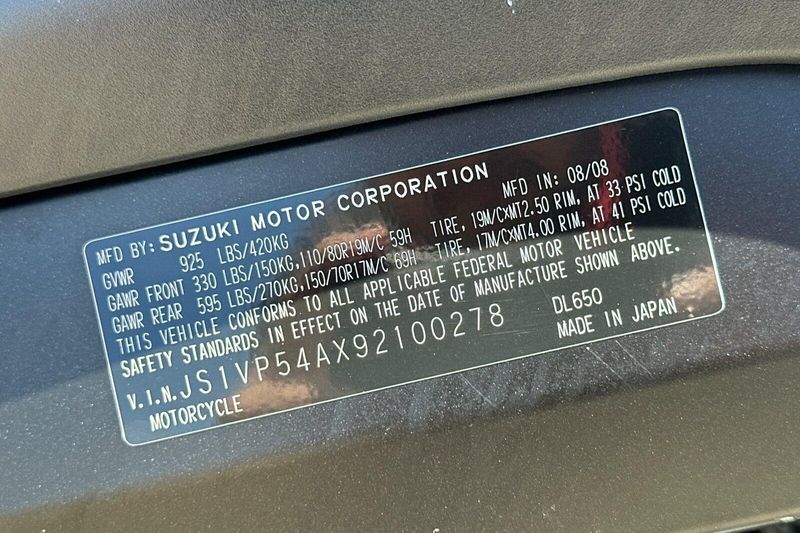 MFD BY: SUZUKI MOTOR CORPORATION MFD IN: 08/08
GVWR 925 LBS/420KG
GAWR FRONT 330 LBS/150KG,110/80R19M/C 59H TIRE, 19M/C×MT2.50 RIM, AT 33 PSI COLD
GAWR REAR 595 LBS/270KG,150/70R17M/C 69H TIRE, 17M/C×MT4.00 RIM, AT 41 PSI COLD
THIS VEHICLE CONFORMS TO ALL APPLICABLE FEDERAL MOTOR VEHICLE
SAFETY STANDARDS IN EFFECT ON THE DATE OF MANUFACTURE SHOWN ABOVE.
V.I.N.JS1VP54AX92100278 DL650
MOTORCYCLE MADE IN JAPAN